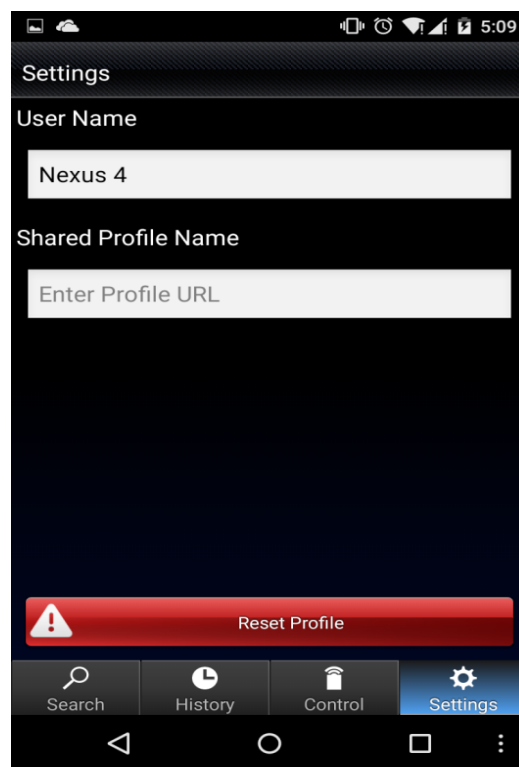 5:09
Settings
User Name
Nexus 4
Shared Profile Name
Enter Profile URL
Reset Profile
Search History Control Settings